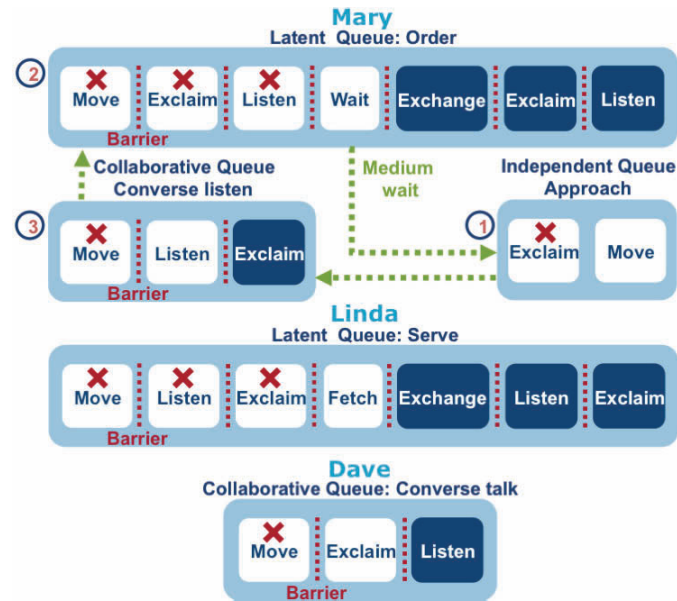 Mary
Latent Queue: Order
2
Move Exclaim Listen Wait Exchange Exclaim Listen
Barrier
Collaborative Queue
Converse listen
Medium
wait
Independent Queue
Approach
3
Move Listen Exclaim
Barrier
1
Exclaim Move
Linda
Latent Queue: Serve
Move Listen Exclaim Fetch Exchange Listen Exclaim
Barrier
Dave
Collaborative Queue: Converse talk
Move Exclaim Listen
Barrier